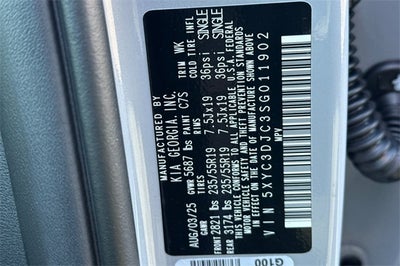 MANUFACTURED BY
KIA GEORGIA, INC.
AUG/03/25 GVWR 5687 lbs PAINT C7S TRIM WK
RIMS COLD TIRE INFL.
FRONT 2821 lbs 235/55R19 7.5Jx19 36psi SINGLE
REAR 3174 lbs 235/55R19 7.5Jx19 36psi SINGLE
THIS VEHICLE CONFORMS TO ALL APPLICABLE U.S.A. FEDERAL
MOTOR VEHICLE SAFETY AND THEFT PREVENTION STANDARDS
IN EFFECT ON THE DATE OF MANUFACTURE SHOWN ABOVE.
MPV
G100